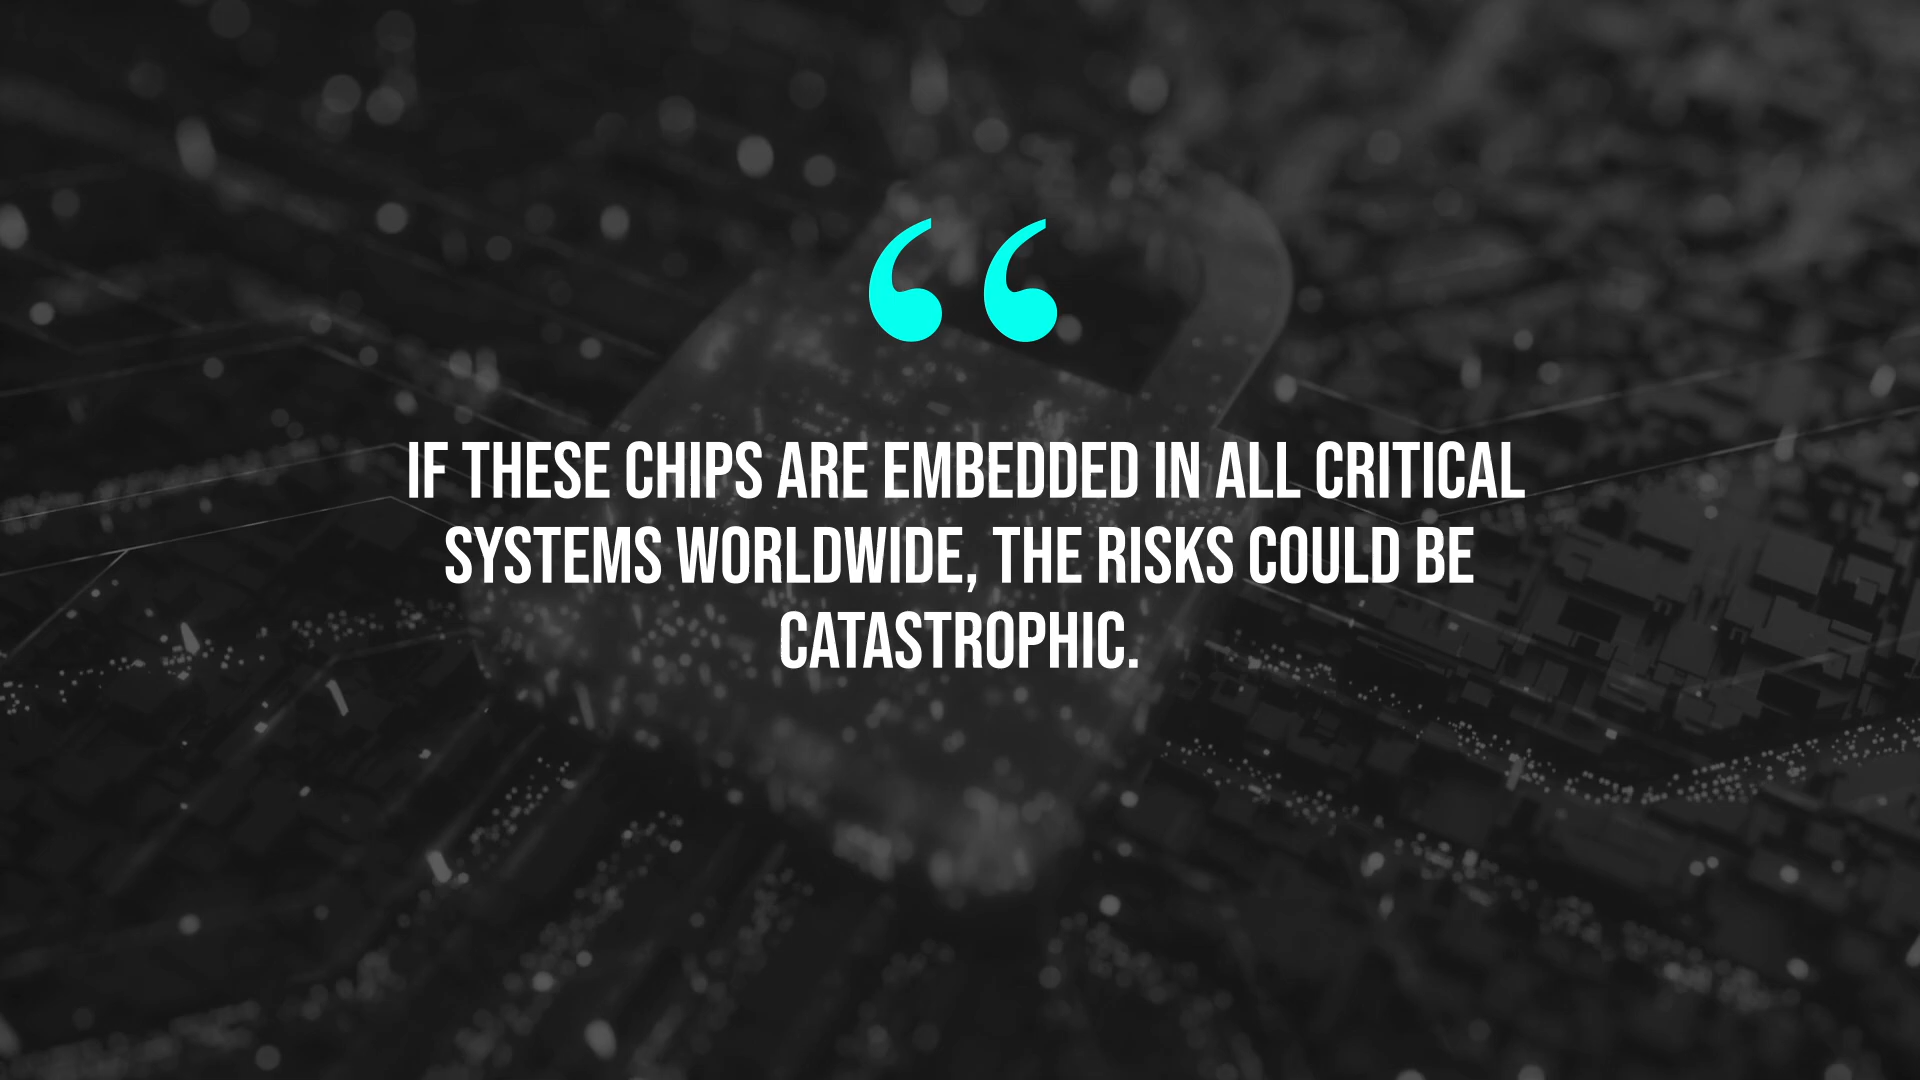 “
IF THESE CHIPS ARE EMBEDDED IN ALL CRITICAL
SYSTEMS WORLDWIDE, THE RISKS COULD BE
CATASTROPHIC.